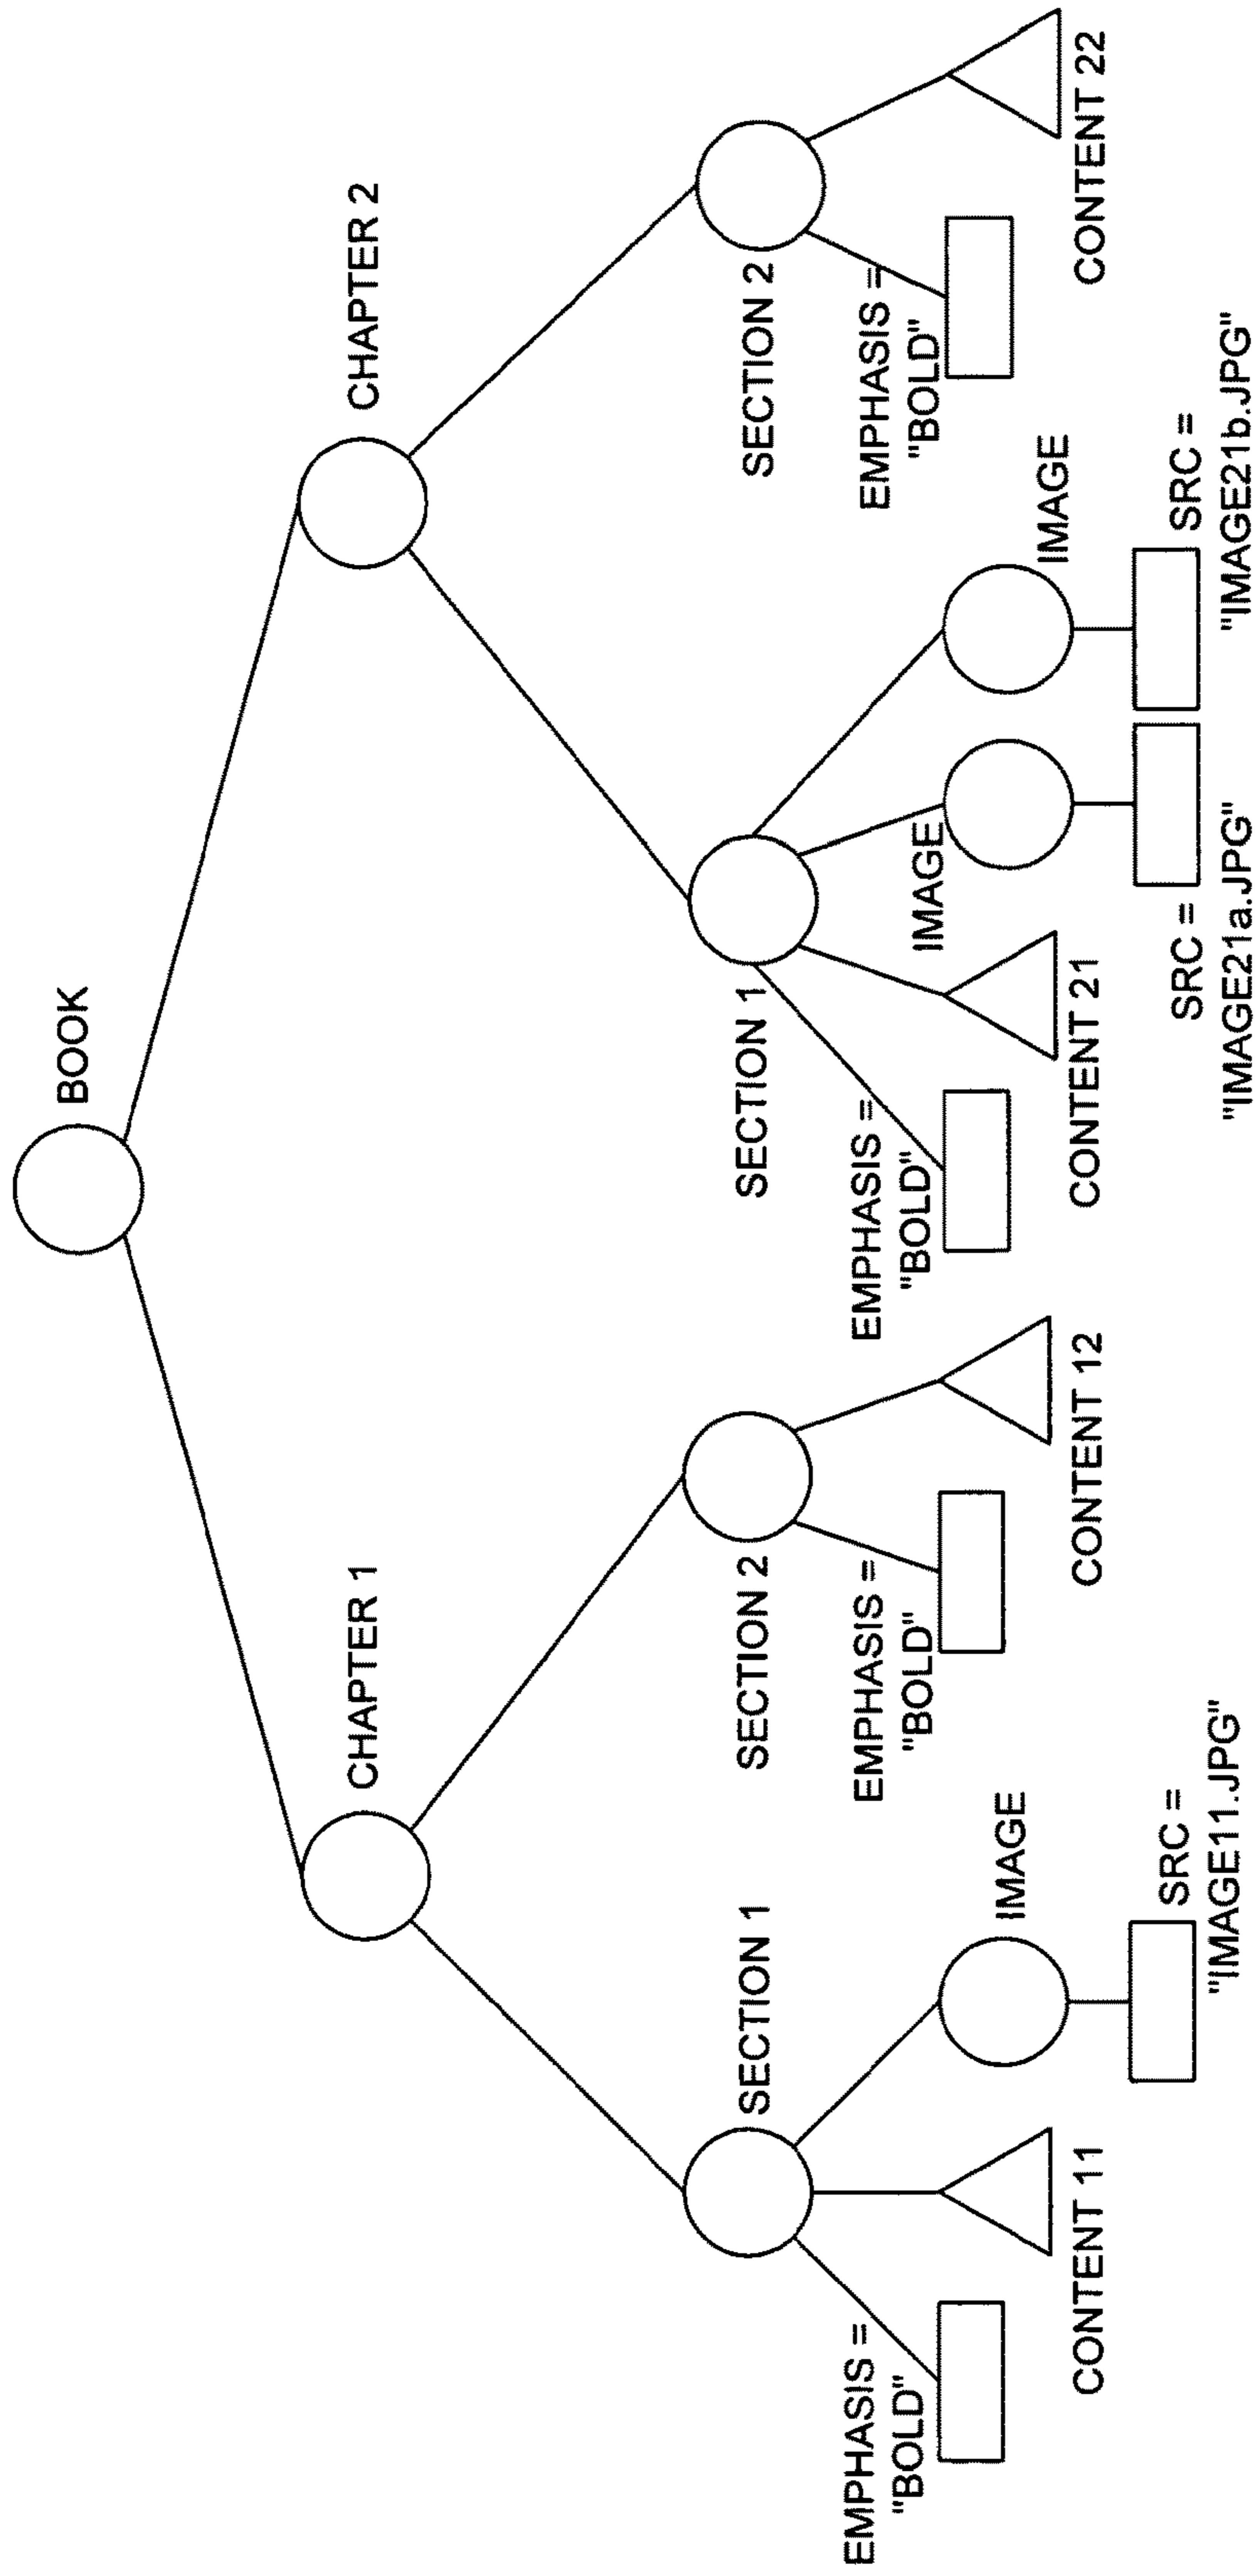 BOOK
CHAPTER 1
CHAPTER 2
SECTION 1
SECTION 2
SECTION 1
SECTION 2
EMPHASIS =
"BOLD"
CONTENT 11
IMAGE
SRC =
"IMAGE11.JPG"
EMPHASIS =
"BOLD"
CONTENT 12
EMPHASIS =
"BOLD"
CONTENT 21
IMAGE
SRC =
"IMAGE21a.JPG"
IMAGE
SRC =
"IMAGE21b.JPG"
EMPHASIS =
"BOLD"
CONTENT 22